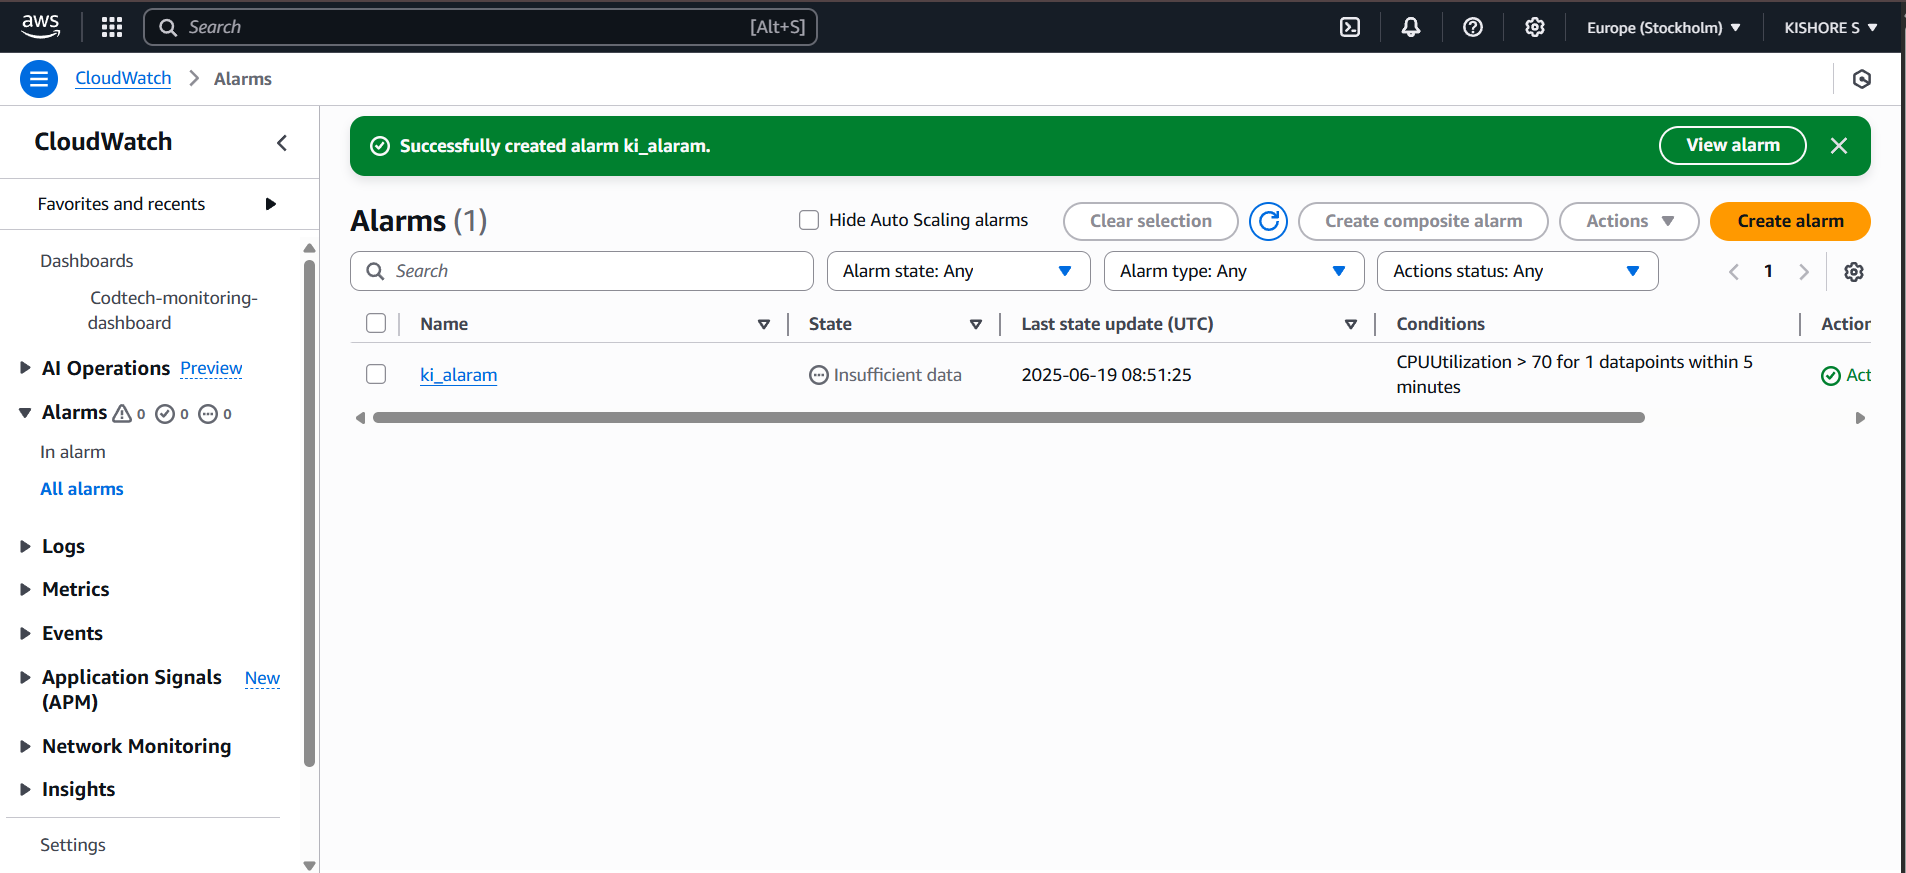 aws
Search [Alt+S]
Europe (Stockholm)
KISHORE S
CloudWatch
Alarms
CloudWatch
Favorites and recents
Dashboards
Codtech-monitoring-
dashboard
AI Operations Preview
Alarms 0 0 0
In alarm
All alarms
Logs
Metrics
Events
Application Signals New
(APM)
Network Monitoring
Insights
Settings
Successfully created alarm ki_alaram.
View alarm
Alarms (1)
Hide Auto Scaling alarms
Clear selection
Create composite alarm
Actions
Create alarm
Search
Alarm state: Any
Alarm type: Any
Actions status: Any
1
Name
State
Last state update (UTC)
Conditions
Action
ki_alaram
Insufficient data
2025-06-19 08:51:25
CPUUtilization > 70 for 1 datapoints within 5
minutes
Act